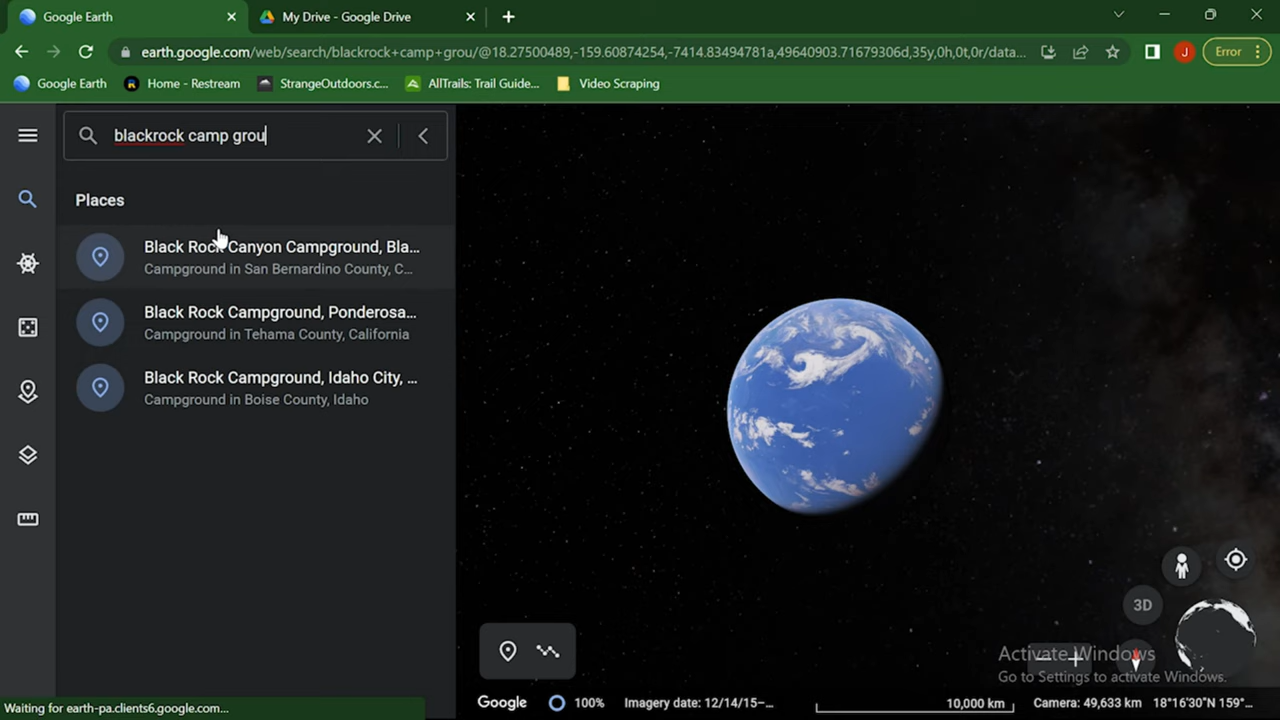 Google Earth
My Drive - Google Drive
earth.google.com/web/search/blackrock+camp+grou/@18.27500489,-159.60874254,-7414.83494781a,49640903.71679306d,35y,0h,0t,0r/data...
J
Error
Google Earth
Home - Restream
StrangeOutdoors.c...
AllTrails: Trail Guide...
Video Scraping
blackrock camp grou
Places
Black Rock Canyon Campground, Bla...
Campground in San Bernardino County, C...
Black Rock Campground, Ponderosa...
Campground in Tehama County, California
Black Rock Campground, Idaho City, ...
Campground in Boise County, Idaho
3D
Activate Windows
Go to Settings to activate Windows.
Google
100%
Imagery date: 12/14/15–...
10,000 km
Camera: 49,633 km
18°16'30"N 159°...
Waiting for earth-pa.clients6.google.com...